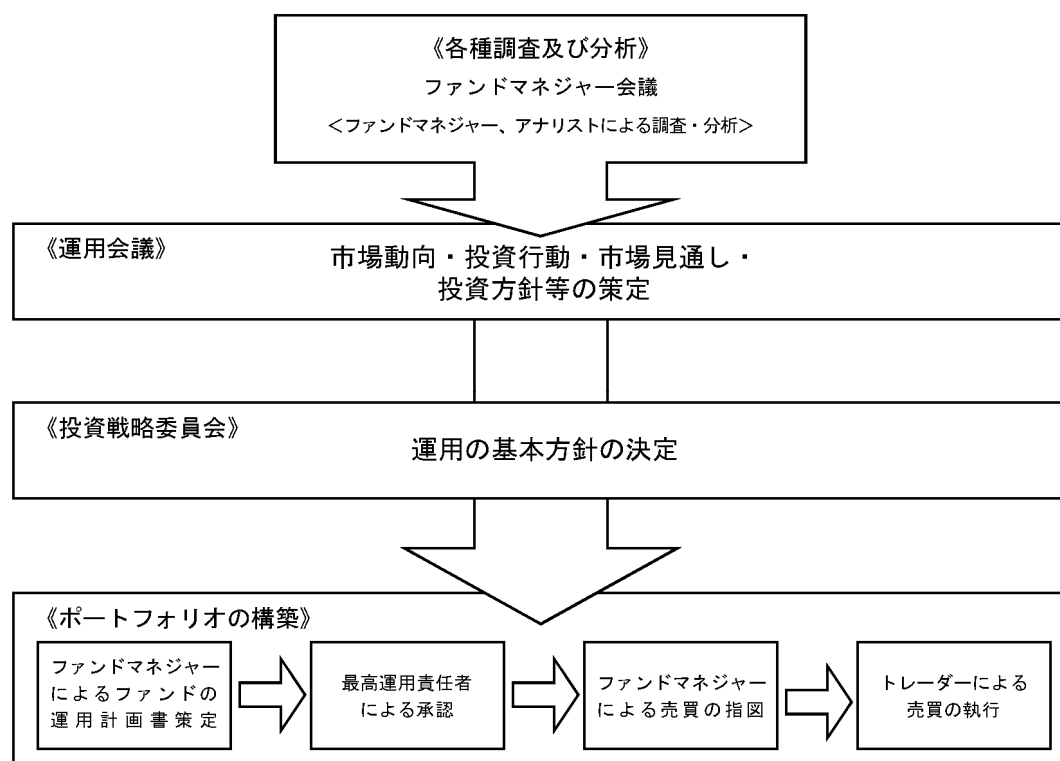 《各種調査及び分析》
ファンドマネジャー会議
＜ファンドマネジャー、アナリストによる調査・分析＞
《運用会議》
市場動向・投資行動・市場見通し・
投資方針等の策定
《投資戦略委員会》
運用の基本方針の決定
《ポートフォリオの構築》
ファンドマネジャー
によるファンドの
運用計画書策定
最高運用責任者
による承認
ファンドマネジャー
による売買の指図
トレーダーによる
売買の執行